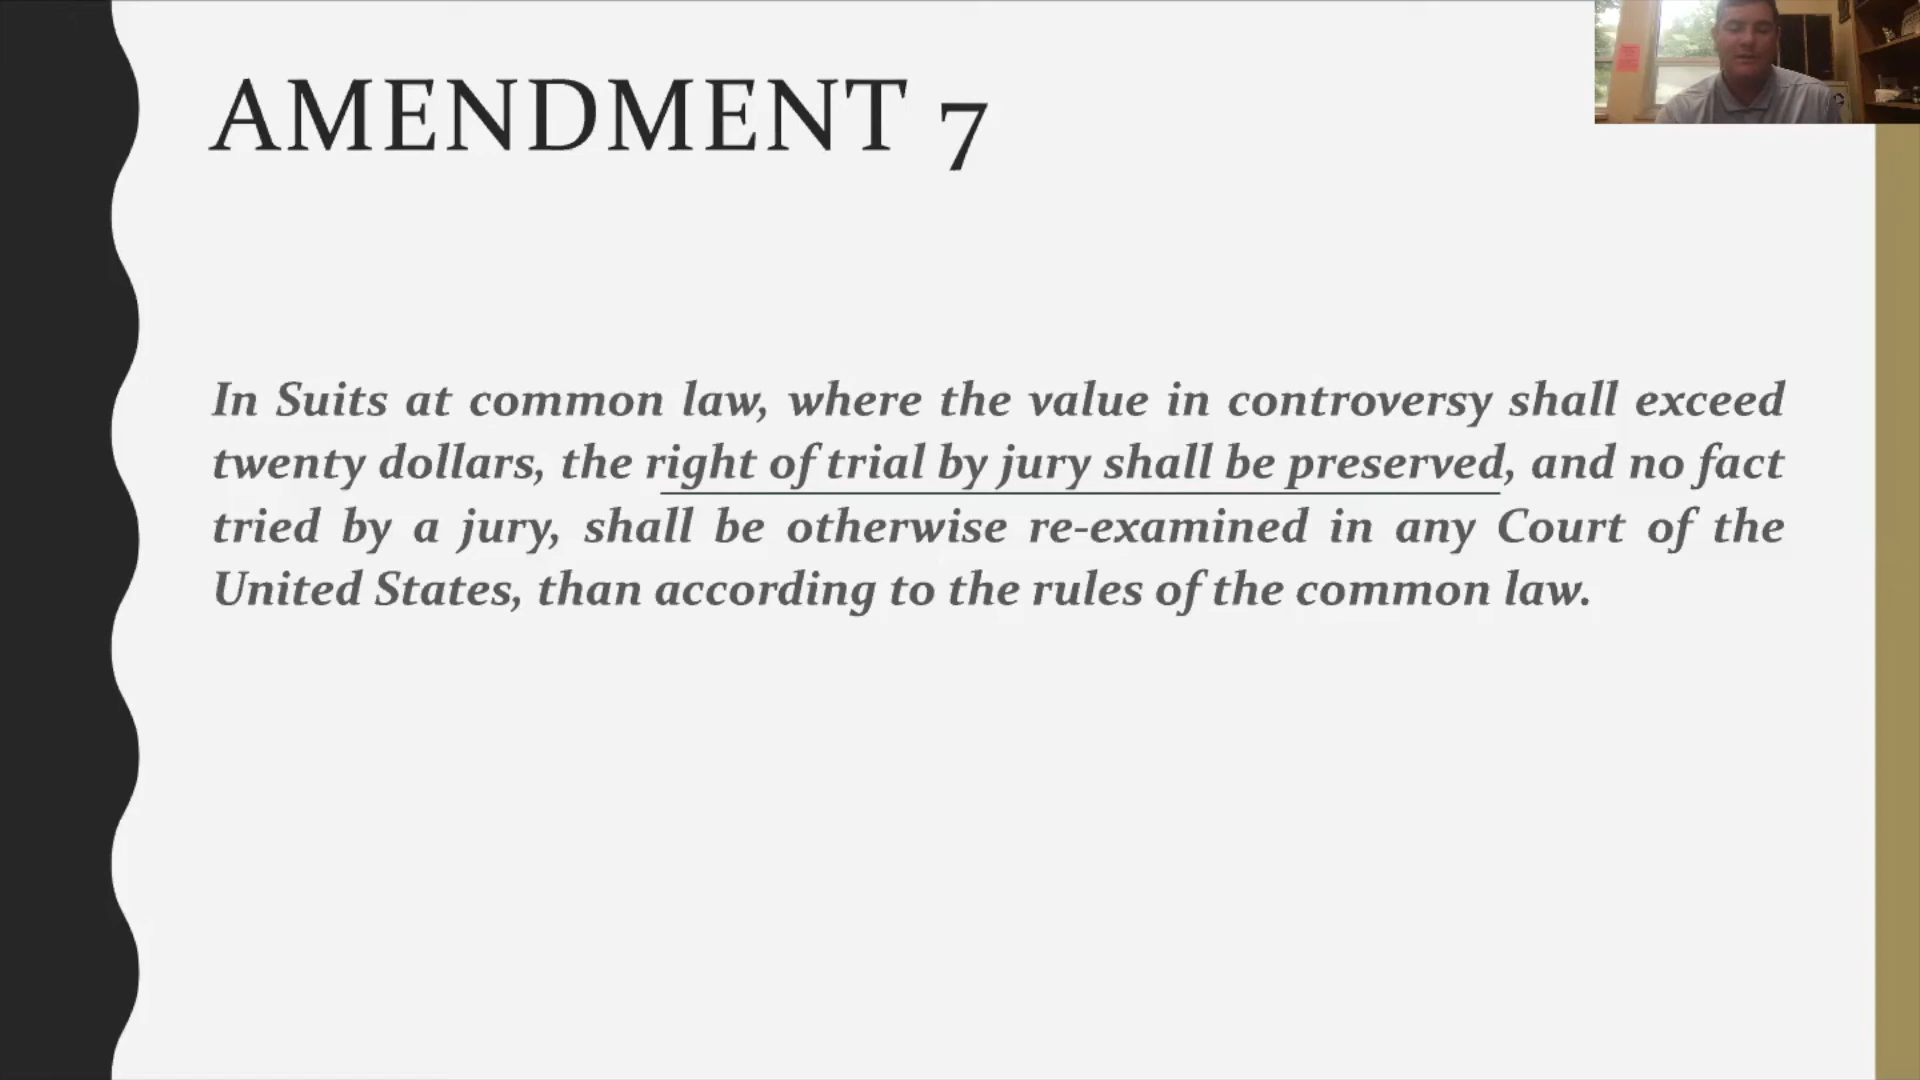 AMENDMENT 7
In Suits at common law, where the value in controversy shall exceed
twenty dollars, the right of trial by jury shall be preserved, and no fact
tried by a jury, shall be otherwise re-examined in any Court of the
United States, than according to the rules of the common law.